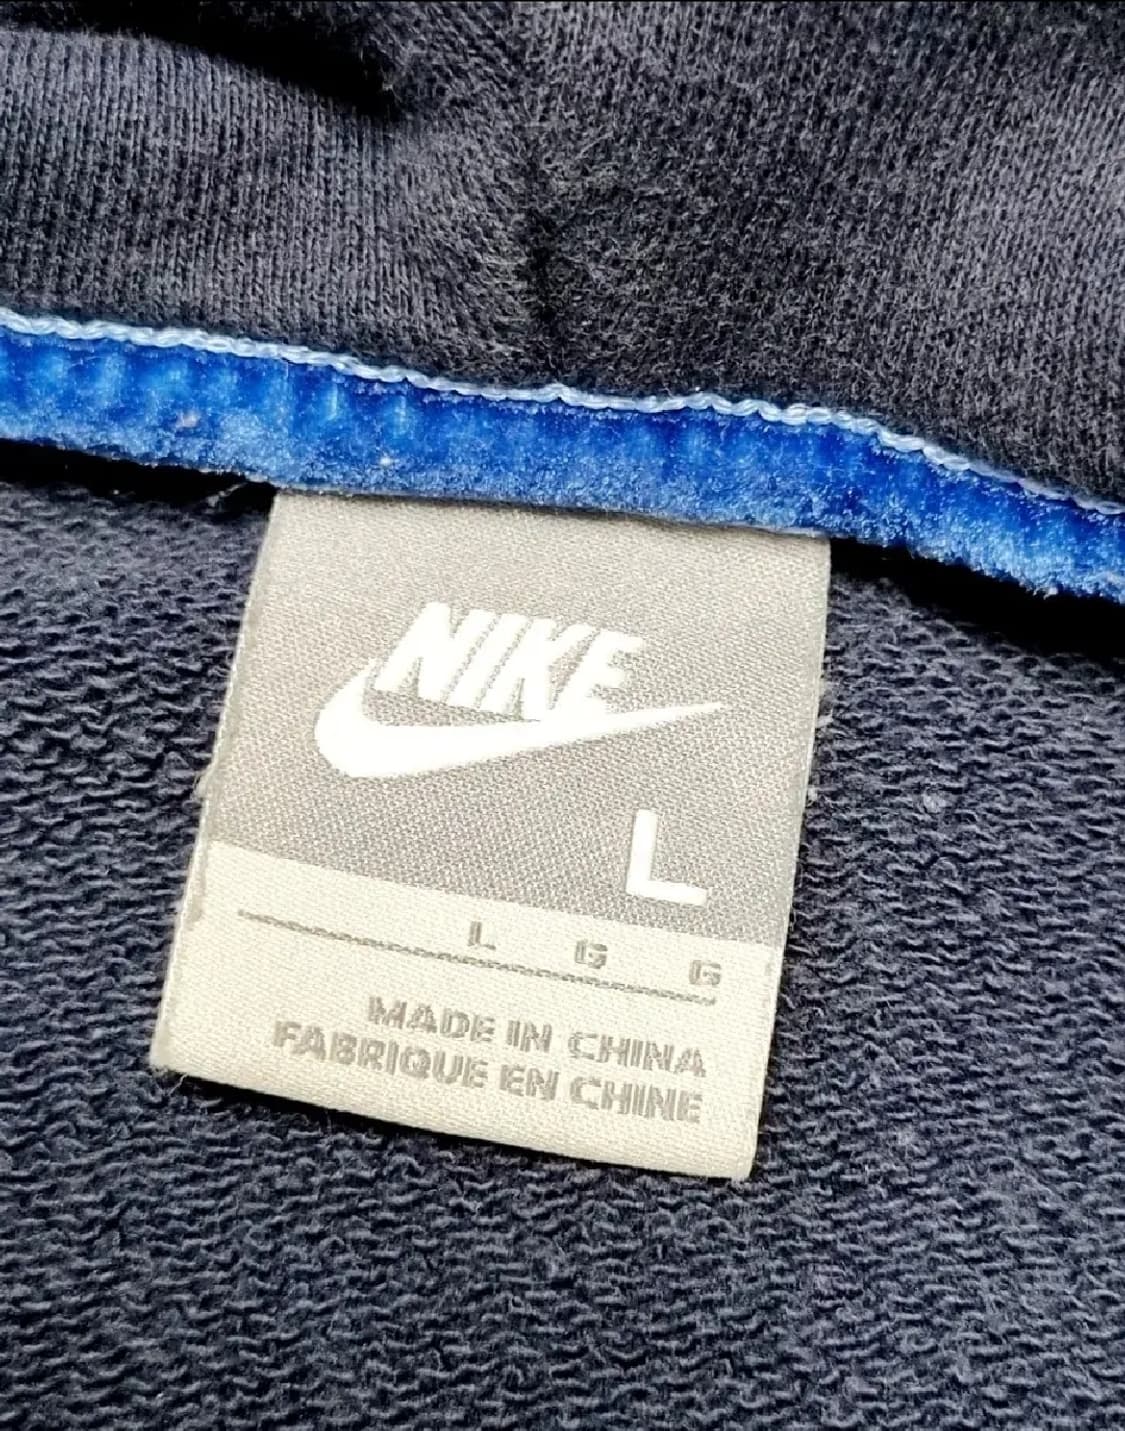 NIKE
L
L G G
MADE IN CHINA
FABRIQUE EN CHINE